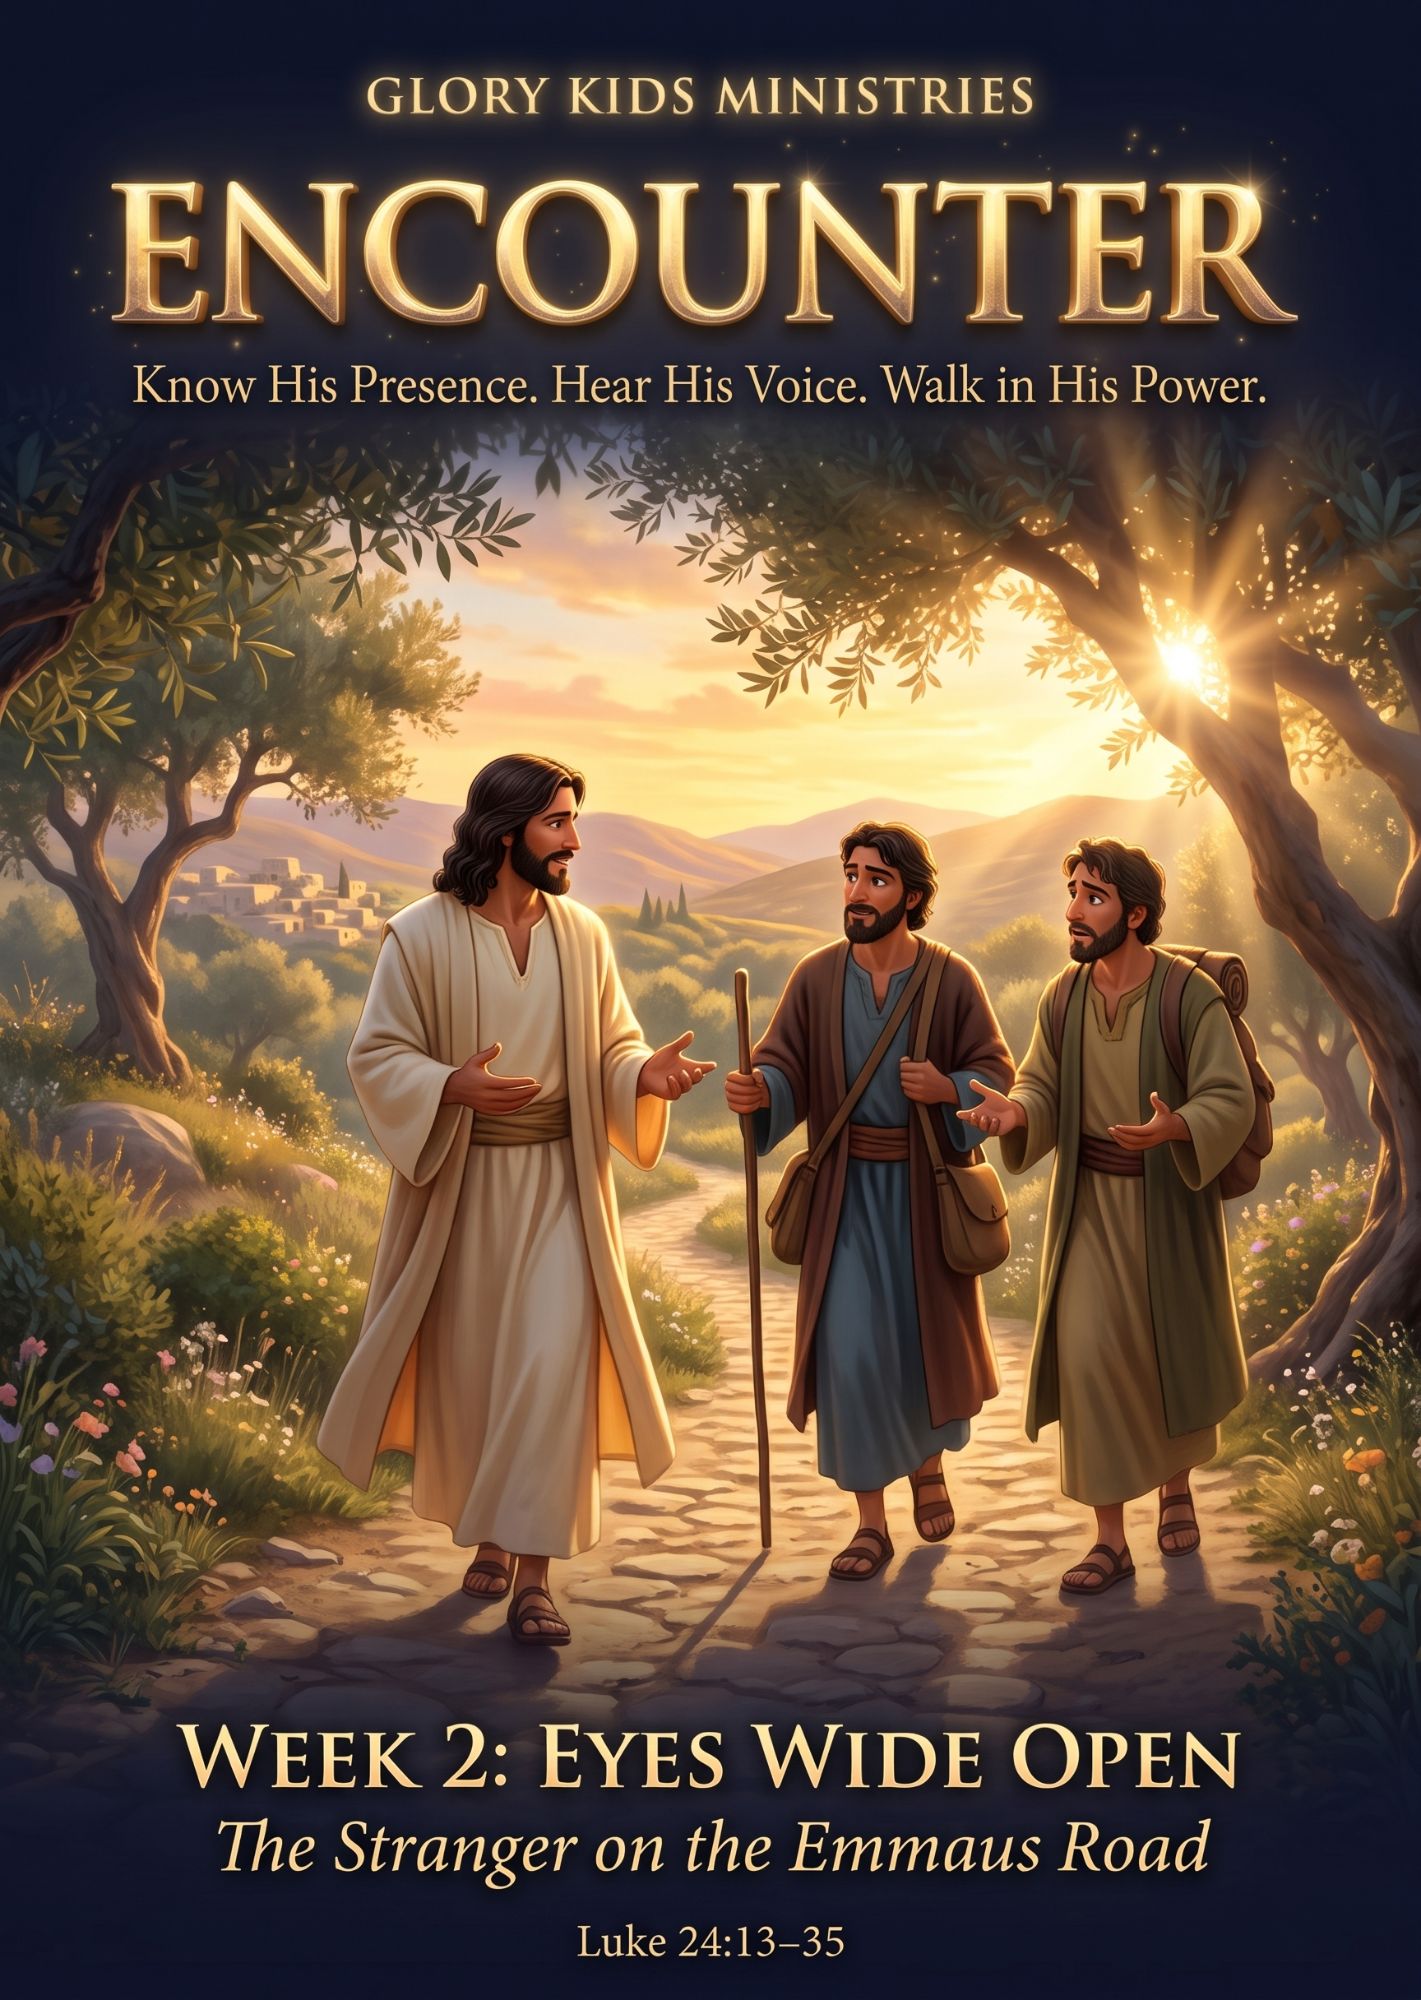 GLORY KIDS MINISTRIES
ENCOUNTER
Know His Presence. Hear His Voice. Walk in His Power.
WEEK 2: EYES WIDE OPEN
The Stranger on the Emmaus Road
Luke 24:13–35